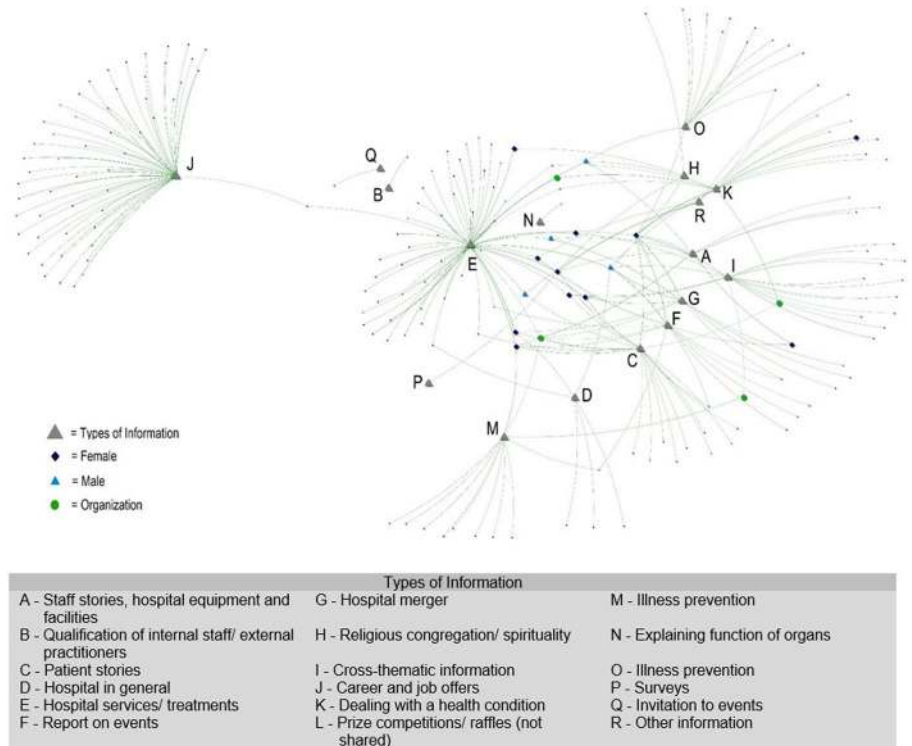 O
J
Q
H
B
K
N
R
E
A
I
G
F
C
P
D
M
= Types of Information
= Female
= Male
= Organization
Types of Information
A - Staff stories, hospital equipment and
facilities
G - Hospital merger
M - Illness prevention
B - Qualification of internal staff/ external
practitioners
H - Religious congregation/ spirituality
N - Explaining function of organs
C - Patient stories
I - Cross-thematic information
O - Illness prevention
D - Hospital in general
J - Career and job offers
P - Surveys
E - Hospital services/ treatments
K - Dealing with a health condition
Q - Invitation to events
F - Report on events
L - Prize competitions/ raffles (not
shared)
R - Other information